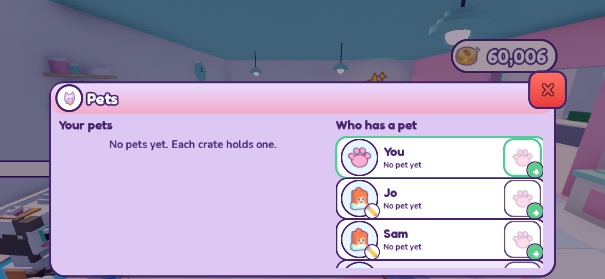 60,006
Pets
Your pets
No pets yet. Each crate holds one.
Who has a pet
You
No pet yet
Jo
No pet yet
Sam
No pet yet